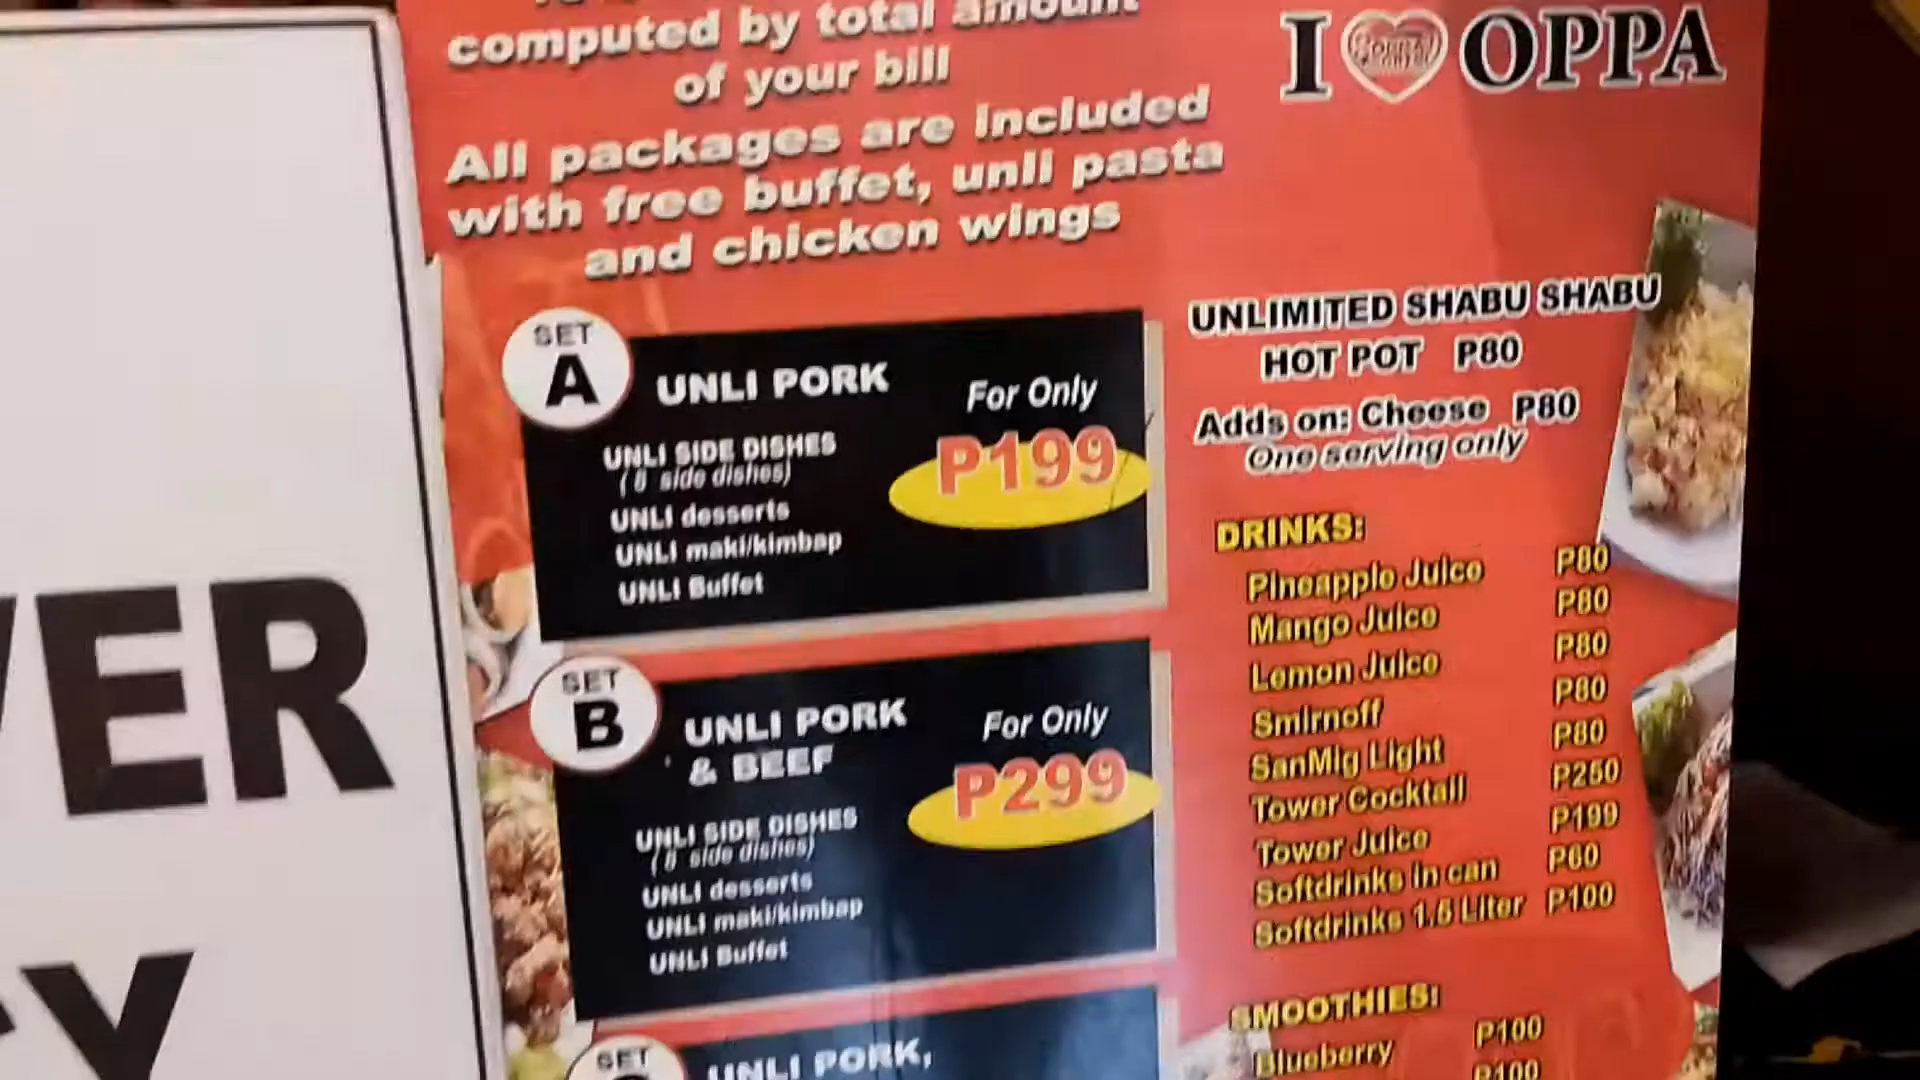 computed by total amount
of your bill
All packages are included
with free buffet, unli pasta
and chicken wings
I OPPA
SET
A
UNLI PORK
For Only
P199
UNLI SIDE DISHES
side dishes)
UNLI desserts
UNLI maki/kimbap
UNLI Buffet
SET
B
UNLI PORK
& BEEF
For Only
P299
UNLI SIDE DISHES
side dishes)
UNLI desserts
UNLI maki/kimbap
UNLI Buffet
SET
UNLI PORK,
UNLIMITED SHABU SHABU
HOT POT P80
Adds on: Cheese P80
One serving only
DRINKS:
Pineapple Juice P80
Mango Juice P80
Lemon Juice P80
Smirnoff P80
SanMig Light P80
Tower Cocktail P250
Tower Juice P199
Softdrinks in can P60
Softdrinks 1.5 Liter P100
SMOOTHIES:
Blueberry P100
P100
VER
Y